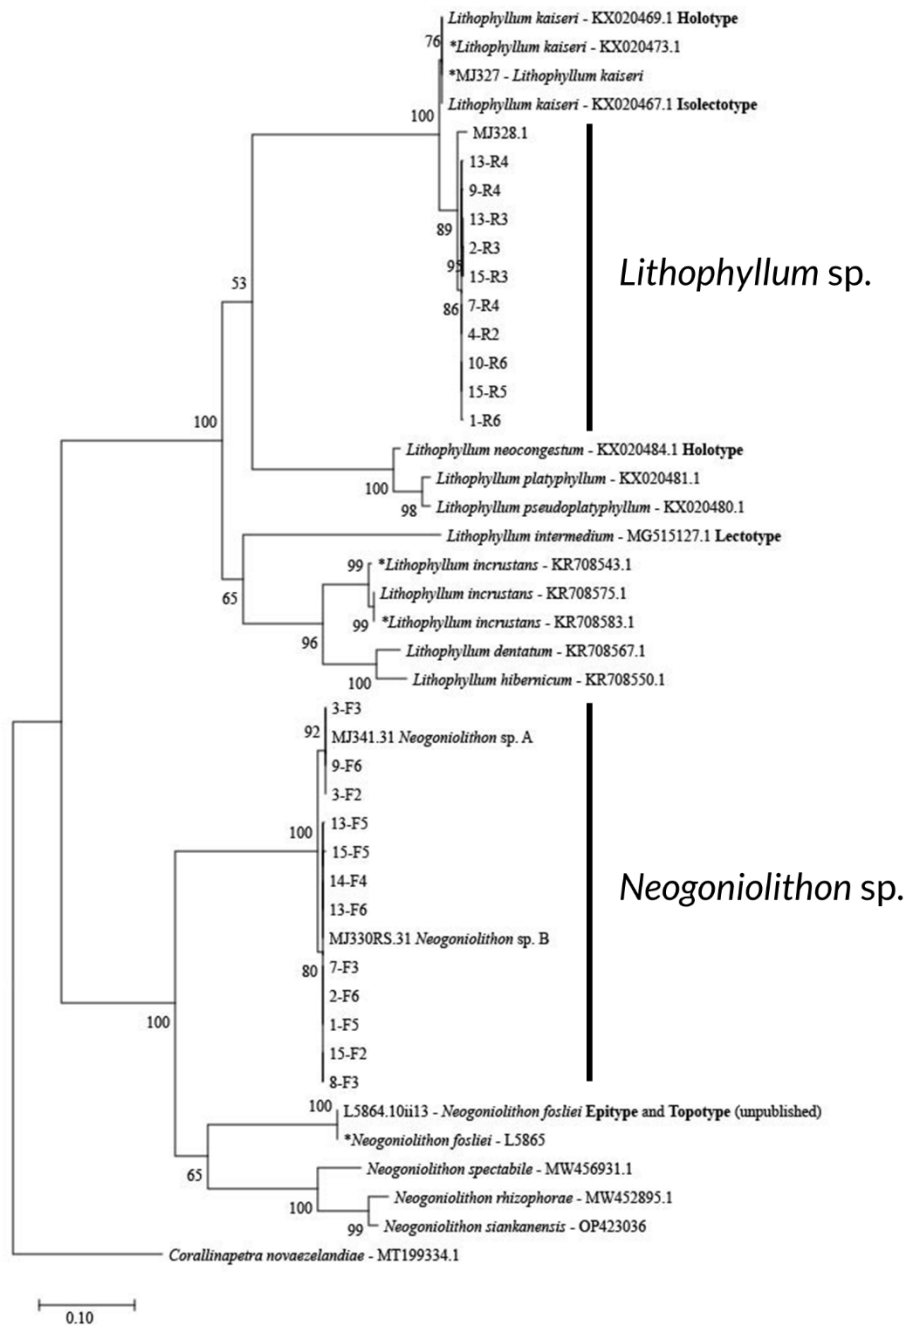 Lithophyllum kaiseri - KX020469.1 Holotype
76
*Lithophyllum kaiseri - KX020473.1
*MJ327 - Lithophyllum kaiseri
Lithophyllum kaiseri - KX020467.1 Isolectotype
100
MJ328.1
13-R4
9-R4
13-R3
89
2-R3
95
15-R3
Lithophyllum sp.
53
7-R4
86
4-R2
10-R6
15-R5
100
1-R6
Lithophyllum neocongestum - KX020484.1 Holotype
Lithophyllum platyphyllum - KX020481.1
100
98
Lithophyllum pseudoplatyphyllum - KX020480.1
Lithophyllum intermedium - MG515127.1 Lectotype
99
*Lithophyllum incrustans - KR708543.1
Lithophyllum incrustans - KR708575.1
65
99
*Lithophyllum incrustans - KR708583.1
96
Lithophyllum dentatum - KR708567.1
100
Lithophyllum hibernicum - KR708550.1
3-F3
92
MJ341.31 Neogoniolithon sp. A
9-F6
3-F2
100
13-F5
15-F5
14-F4
Neogoniolithon sp.
13-F6
MJ330RS.31 Neogoniolithon sp. B
80
7-F3
2-F6
100
1-F5
15-F2
8-F3
100
L5864.10ii13 - Neogoniolithon fosliei Epitype and Topotype (unpublished)
*Neogoniolithon fosliei - L5865
65
Neogoniolithon spectabile - MW456931.1
100
Neogoniolithon rhizophorae - MW452895.1
99
Neogoniolithon siankanensis - OP423036
Corallinapetra novaezelandiae - MT199334.1
0.10